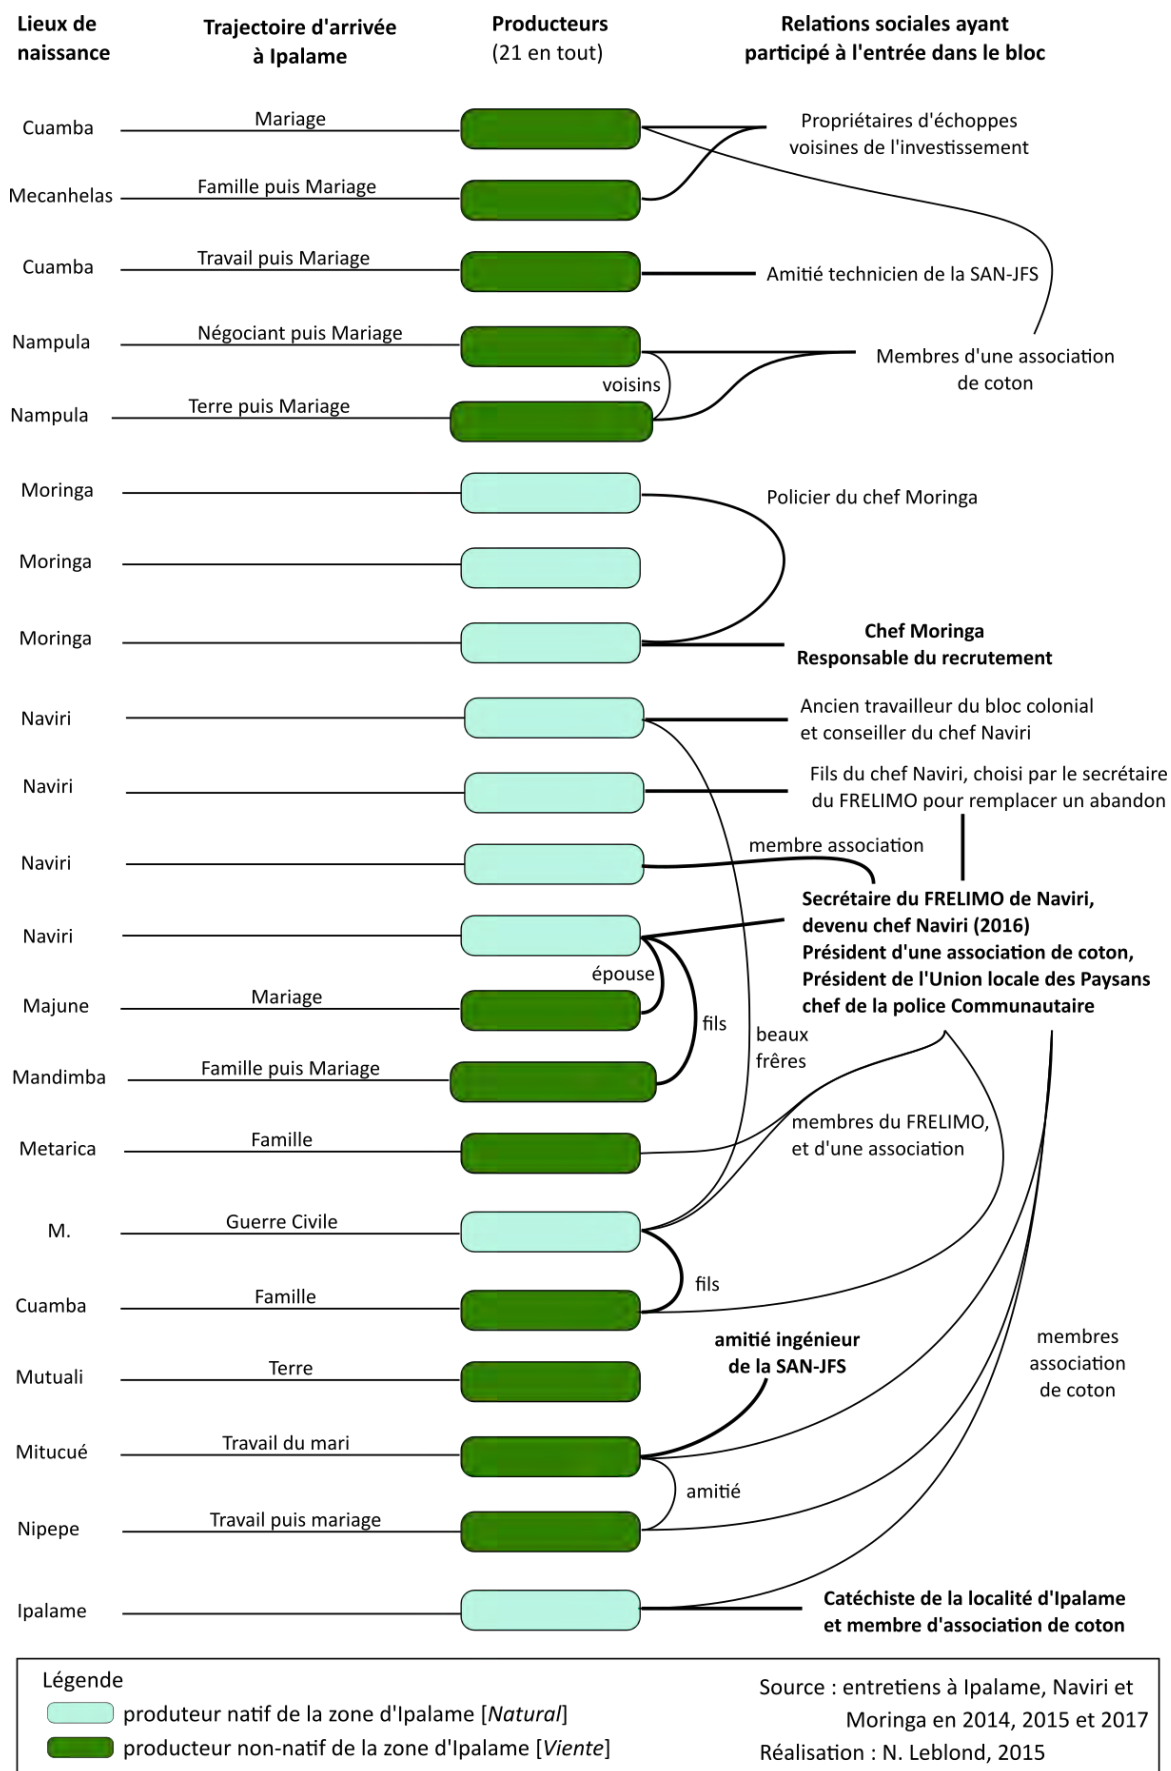 Lieux de
naissance
Trajectoire d'arrivée
à Ipalame
Producteurs
(21 en tout)
Relations sociales ayant
participé à l'entrée dans le bloc
Cuamba
Mariage
Propriétaires d'échoppes
voisines de l'investissement
Mecanhelas
Famille puis Mariage
Cuamba
Travail puis Mariage
Amitié technicien de la SAN-JFS
Nampula
Négociant puis Mariage
Membres d'une association
de coton
voisins
Nampula
Terre puis Mariage
Moringa
Policier du chef Moringa
Moringa
Moringa
Chef Moringa
Responsable du recrutement
Naviri
Ancien travailleur du bloc colonial
et conseiller du chef Naviri
Naviri
Fils du chef Naviri, choisi par le secrétaire
du FRELIMO pour remplacer un abandon
Naviri
membre association
Secrétaire du FRELIMO de Naviri,
devenu chef Naviri (2016)
Président d'une association de coton,
Président de l'Union locale des Paysans
chef de la police Communautaire
Naviri
épouse
Majune
Mariage
fils
beaux
frères
Mandimba
Famille puis Mariage
membres du FRELIMO,
et d'une association
Metarica
Famille
M.
Guerre Civile
fils
Cuamba
Famille
amitié ingénieur
de la SAN-JFS
membres
association
de coton
Mutuali
Terre
Mitucué
Travail du mari
amitié
Nipepe
Travail puis mariage
Ipalame
Catéchiste de la localité d'Ipalame
et membre d'association de coton
Légende
produteur natif de la zone d'Ipalame [Natural]
producteur non-natif de la zone d'Ipalame [Viente]
Source : entretiens à Ipalame, Naviri et
Moringa en 2014, 2015 et 2017
Réalisation : N. Leblond, 2015